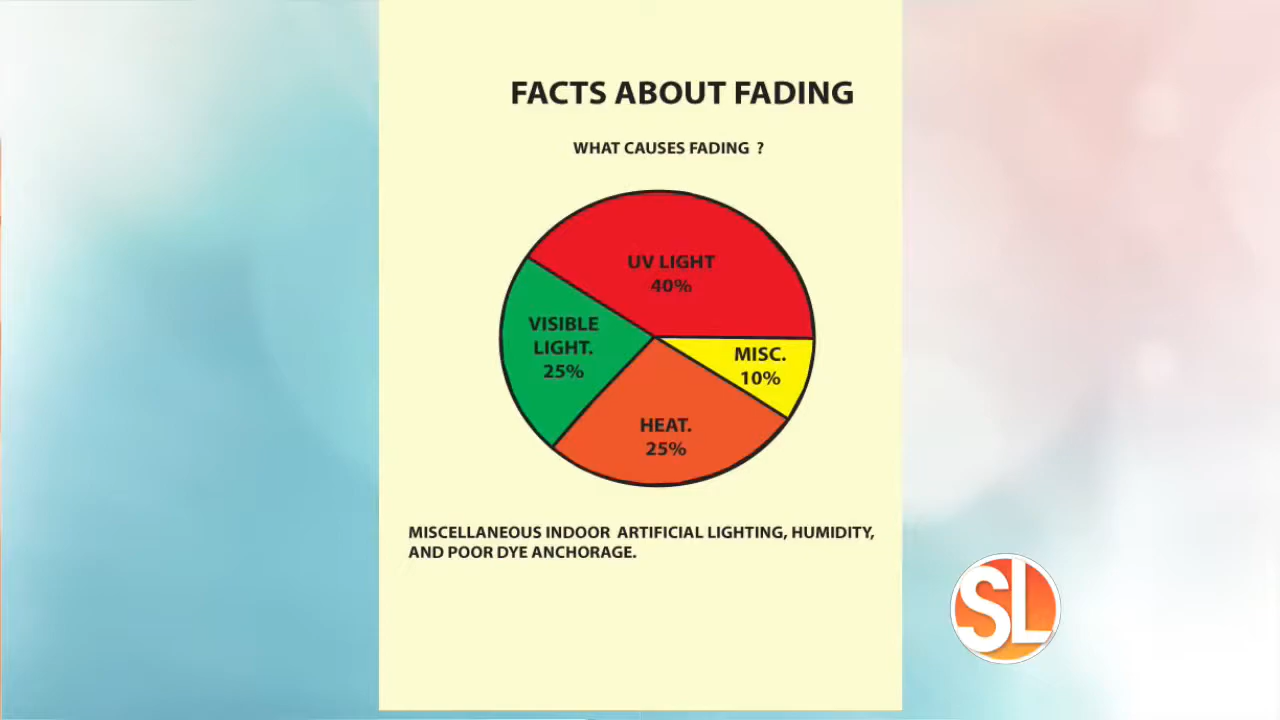 FACTS ABOUT FADING
WHAT CAUSES FADING ?
UV LIGHT
40%
VISIBLE
LIGHT.
25%
MISC.
10%
HEAT.
25%
MISCELLANEOUS INDOOR ARTIFICIAL LIGHTING, HUMIDITY,
AND POOR DYE ANCHORAGE.
SL